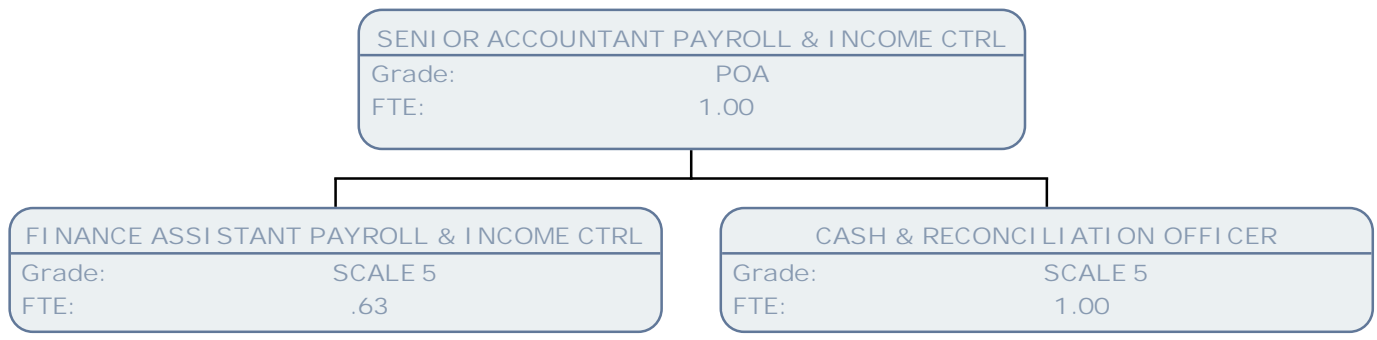 SENIOR ACCOUNTANT PAYROLL & INCOME CTRL
Grade: POA
FTE: 1.00
FINANCE ASSISTANT PAYROLL & INCOME CTRL
Grade: SCALE 5
FTE: .63
CASH & RECONCILIATION OFFICER
Grade: SCALE 5
FTE: 1.00